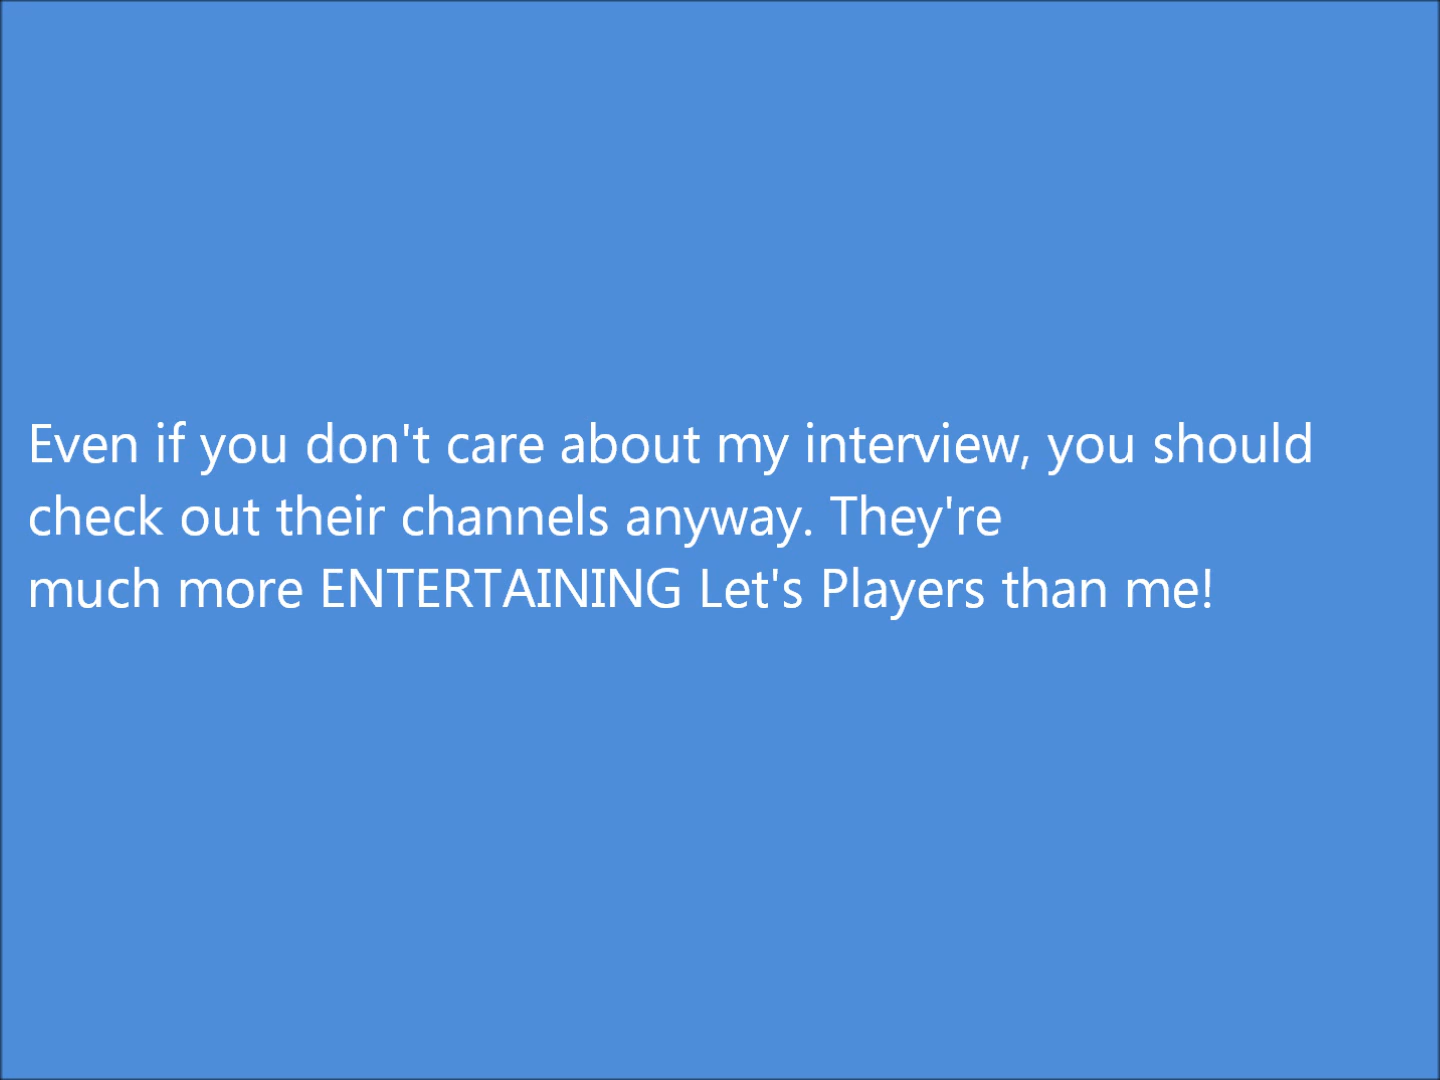 Even if you don't care about my interview, you should
check out their channels anyway. They're
much more ENTERTAINING Let's Players than me!